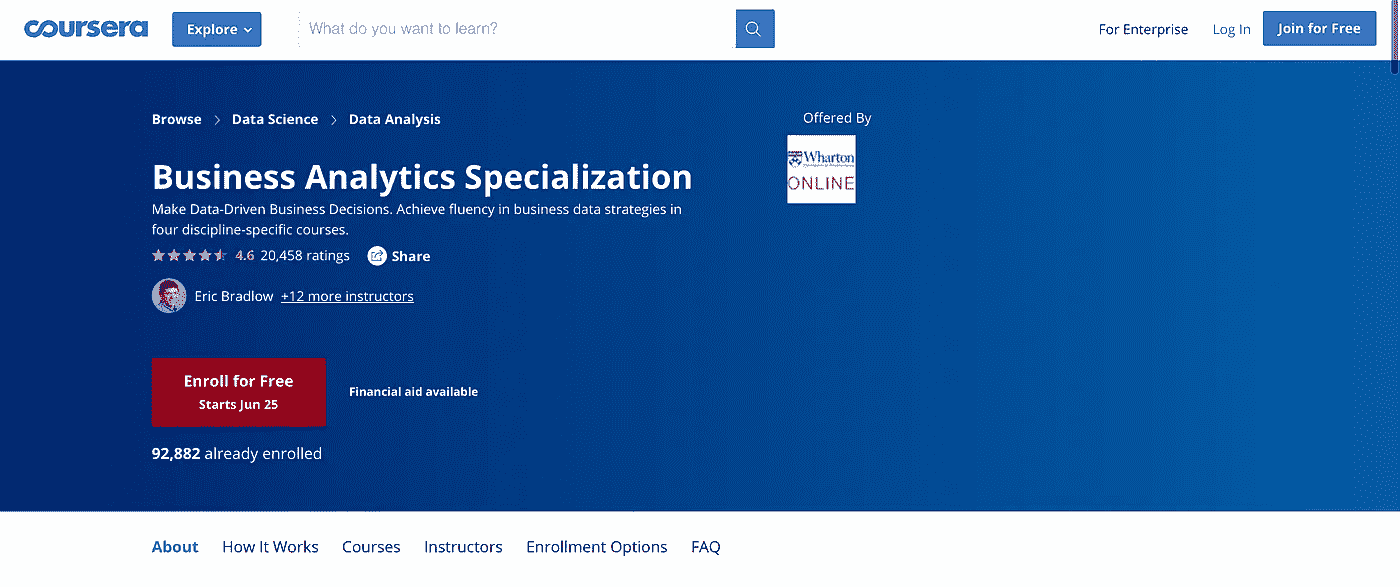 coursera Explore What do you want to learn? For Enterprise Log In Join for Free
Browse > Data Science > Data Analysis
Offered By
Wharton
ONLINE
Business Analytics Specialization
Make Data-Driven Business Decisions. Achieve fluency in business data strategies in
four discipline-specific courses.
4.6 20,458 ratings Share
Eric Bradlow +12 more instructors
Enroll for Free
Starts Jun 25
Financial aid available
92,882 already enrolled
About How It Works Courses Instructors Enrollment Options FAQ